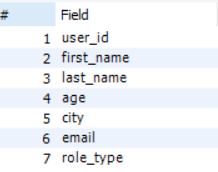 # Field
1 user_id
2 first_name
3 last_name
4 age
5 city
6 email
7 role_type